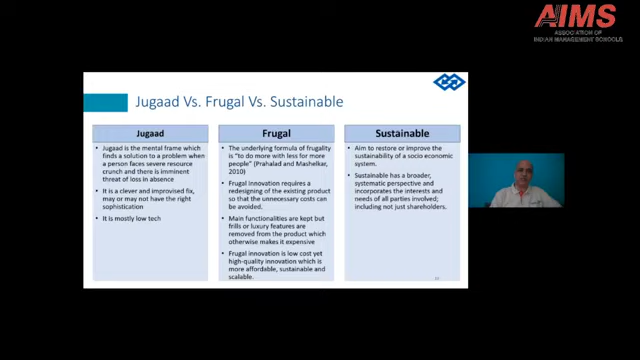 AIMS
ASSOCIATION OF
INDIAN MANAGEMENT SCHOOLS
Jugaad Vs. Frugal Vs. Sustainable
Jugaad
• Jugaad is the mental frame which
finds a solution to a problem when
a person faces severe resource
crunch and there is imminent
threat of loss in absence
• It is a clever and improvised fix,
may or may not have the right
sophistication
• It is mostly low tech
Frugal
• The underlying formula of frugality
is "to do more with less for more
people" (Prahalad and Mashelkar,
2010)
• Frugal innovation requires a
redesigning of the existing product
so that the unnecessary costs can
be avoided.
• Main functionalities are kept but
frills or luxury features are
removed from the product which
otherwise makes it expensive
• Frugal innovation is low cost yet
high-quality innovation which is
more affordable, sustainable and
scalable.
Sustainable
• Aim to restore or improve the
sustainability of a socio economic
system.
• Sustainable has a broader,
systematic perspective and
incorporates the interests and
needs of all parties involved;
including not just shareholders.